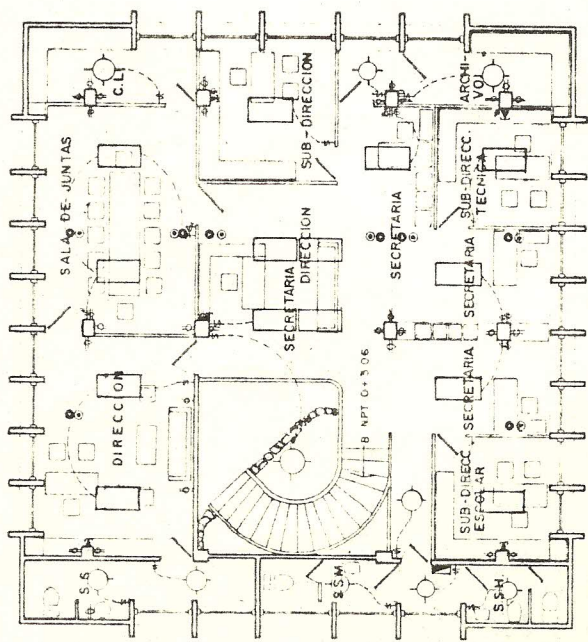 C.L.
SUB-DIRECCION
ARCHI-
VO.
SALA DE JUNTAS
SECRETARIA
DIRECCION
SECRETARIA
SUB-DIRECC
TECNICA
SECRETARIA
SECRETARIA
DIRECCION
B NPT 0+3.06
SUB-DIRECC
ESCOLAR
S.S.
S.S.M.
S.S.H.